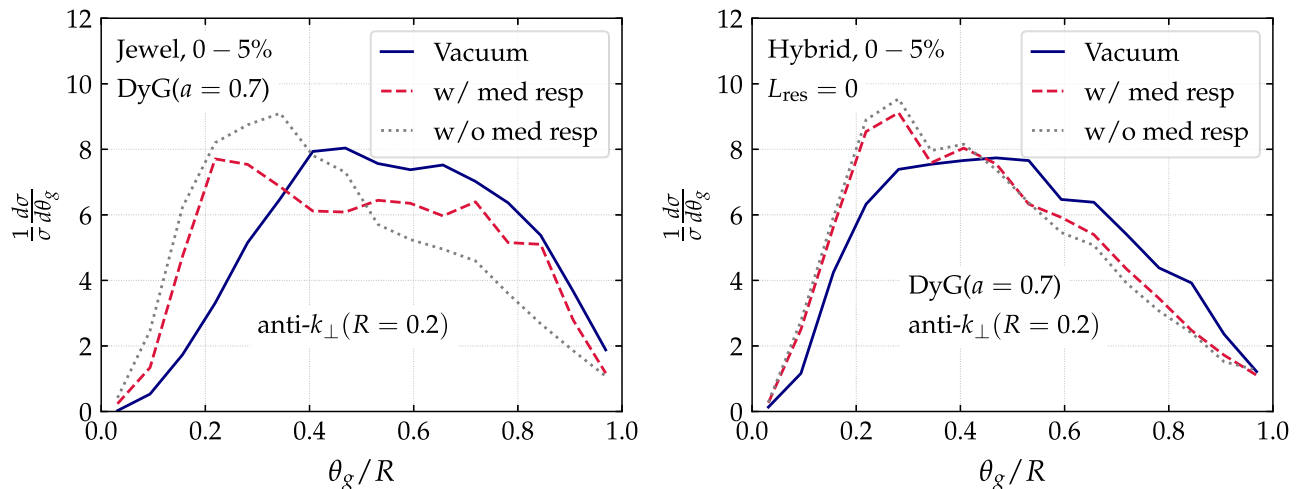 12
10
8
6
4
2
0
0.0 0.2 0.4 0.6 0.8 1.0
Jewel, 0 − 5%
DyG(a = 0.7)
Vacuum
w/ med resp
w/o med resp
anti-k⊥(R = 0.2)
θg/R
1/σ dσ/dθg
12
10
8
6
4
2
0
0.0 0.2 0.4 0.6 0.8 1.0
Hybrid, 0 − 5%
Lres = 0
Vacuum
w/ med resp
w/o med resp
DyG(a = 0.7)
anti-k⊥(R = 0.2)
θg/R
1/σ dσ/dθg